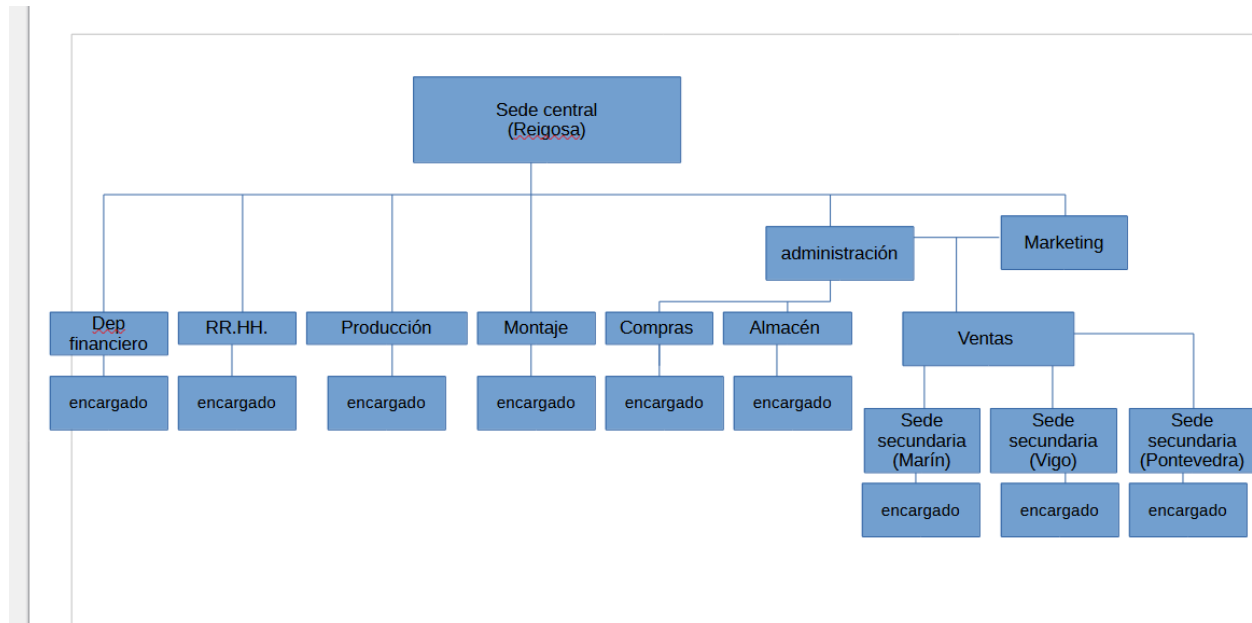 Sede central
(Reigosa)
administración
Marketing
Dep
financiero
RR.HH.
Producción
Montaje
Compras
Almacén
Ventas
encargado
encargado
encargado
encargado
encargado
encargado
Sede
secundaria
(Marín)
Sede
secundaria
(Vigo)
Sede
secundaria
(Pontevedra)
encargado
encargado
encargado